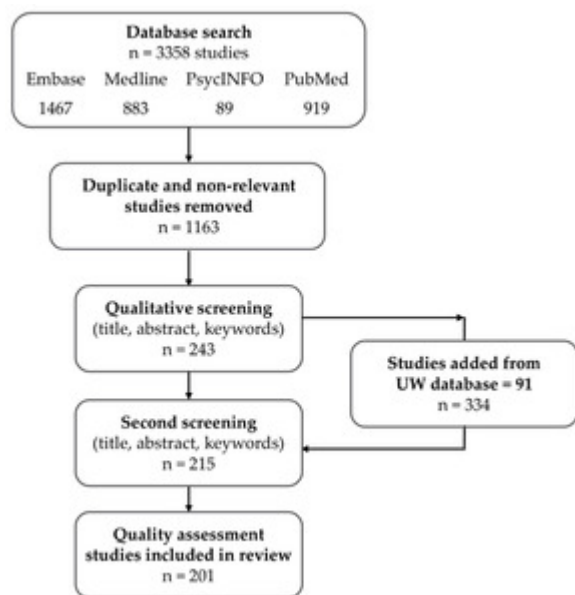 Database search
n = 3358 studies
Embase Medline PsycINFO PubMed
1467 883 89 919
Duplicate and non-relevant
studies removed
n = 1163
Qualitative screening
(title, abstract, keywords)
n = 243
Studies added from
UW database = 91
n = 334
Second screening
(title, abstract, keywords)
n = 215
Quality assessment
studies included in review
n = 201